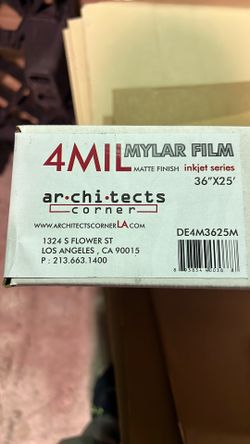 4MIL MYLAR FILM
MATTE FINISH inkjet series
36"X25'
ar·chi·tects
corner
WWW.ARCHITECTSCORNERLA.COM
1324 S FLOWER ST
LOS ANGELES , CA 90015
P : 213.663.1400
DE4M3625M